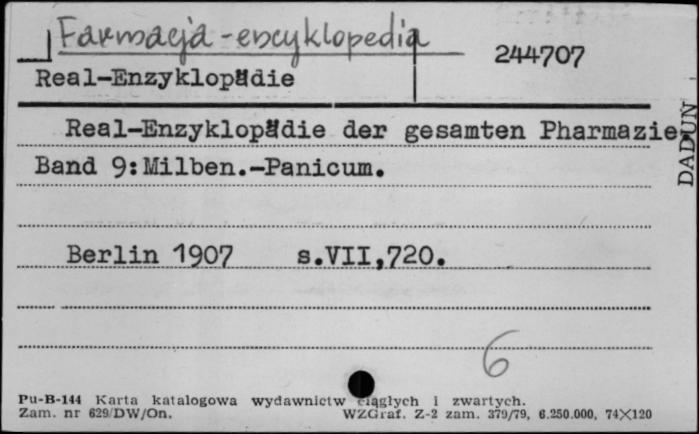 Farmacja - encyklopedia
244707
Real-Enzyklopädie
Real-Enzyklopädie der gesamten Pharmazie
DADUN
Band 9:Milben.-Panicum.
Berlin 1907 s.VII,720.
6
Pu-B-144 Karta katalogowa wydawnictw ciągłych i zwartych.
Zam. nr 629/DW/On. WZGraf. Z-2 zam. 379/79, 6.250.000, 74×120